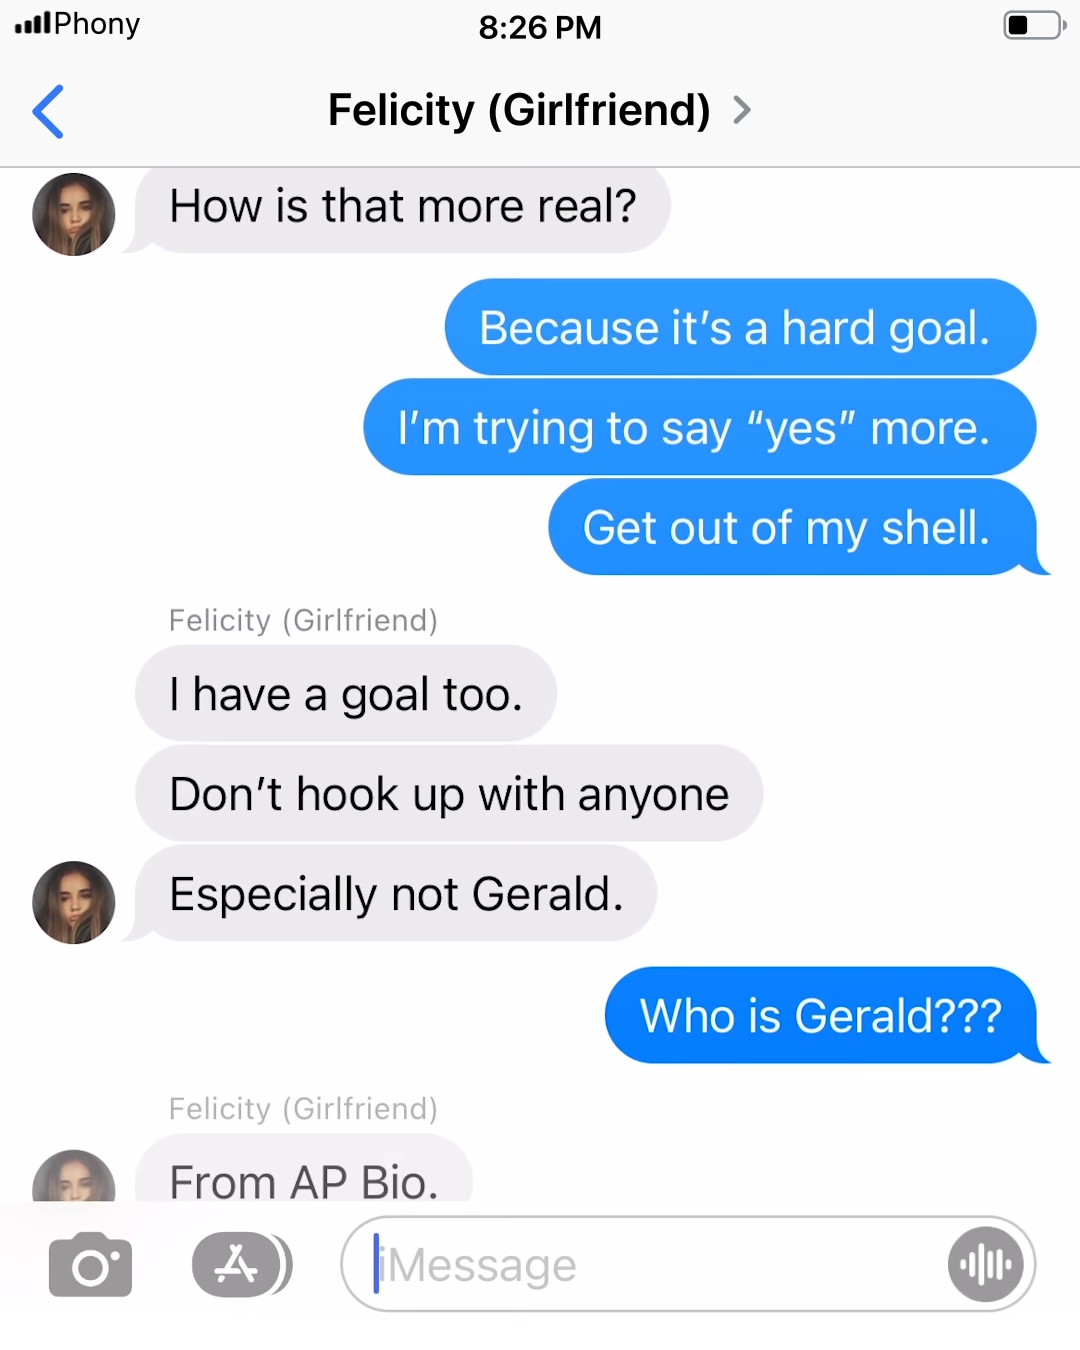 Phony
8:26 PM
Felicity (Girlfriend)
How is that more real?
Because it’s a hard goal.
I’m trying to say “yes” more.
Get out of my shell.
Felicity (Girlfriend)
I have a goal too.
Don’t hook up with anyone
Especially not Gerald.
Who is Gerald???
Felicity (Girlfriend)
From AP Bio.
iMessage